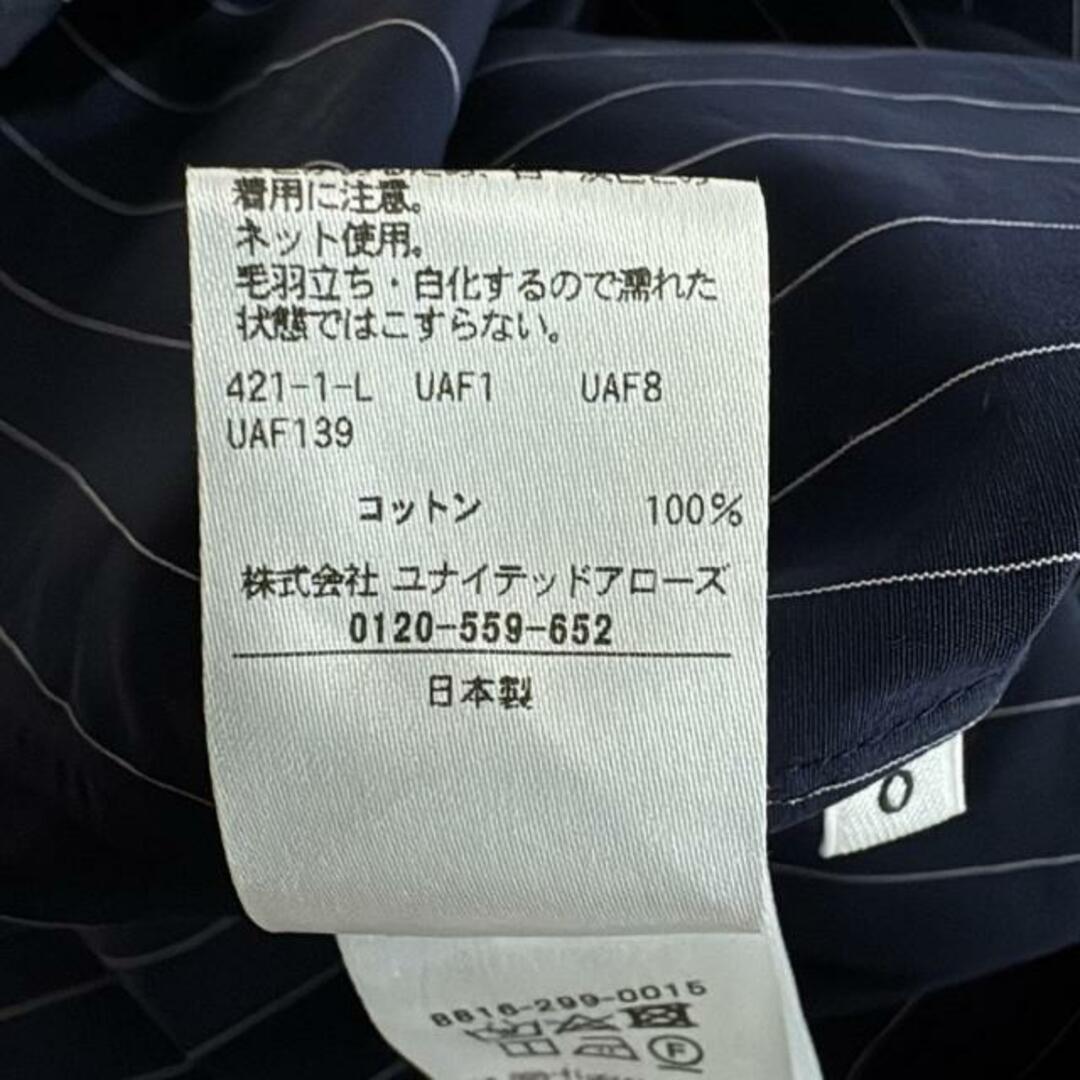 着用に注意。
ネット使用。
毛羽立ち・白化するので濡れた
状態ではこすらない。
421-1-L UAF1 UAF8
UAF139
コットン 100%
株式会社 ユナイテッドアローズ
0120-559-652
日本製
0
8816-299-0015
F